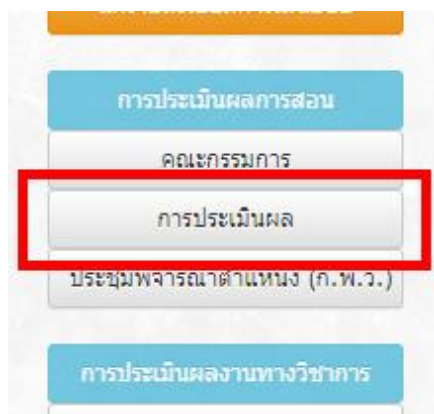 การประเมินผลการสอน
คณะกรรมการ
การประเมินผล
ประชุมพิจารณาตำแหน่ง (ก.พ.ว.)
การประเมินผลงานทางวิชาการ